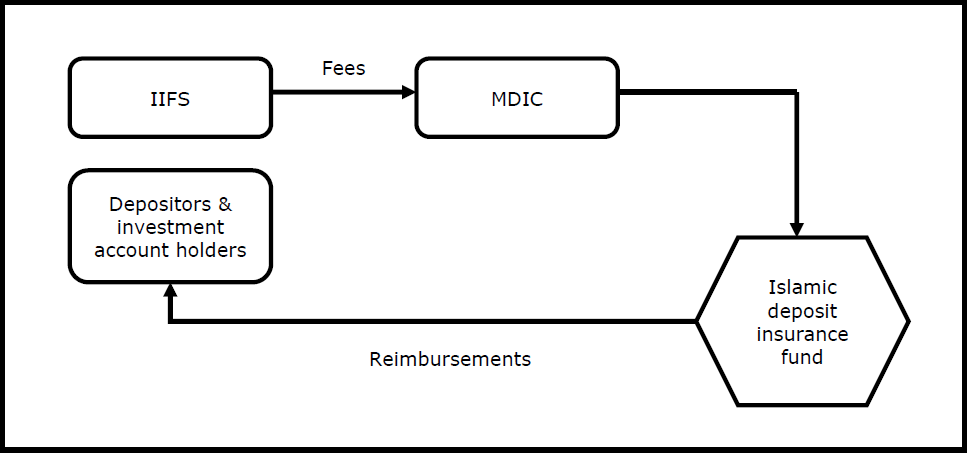 Fees
IIFS
MDIC
Depositors &
investment
account holders
Islamic
deposit
insurance
fund
Reimbursements